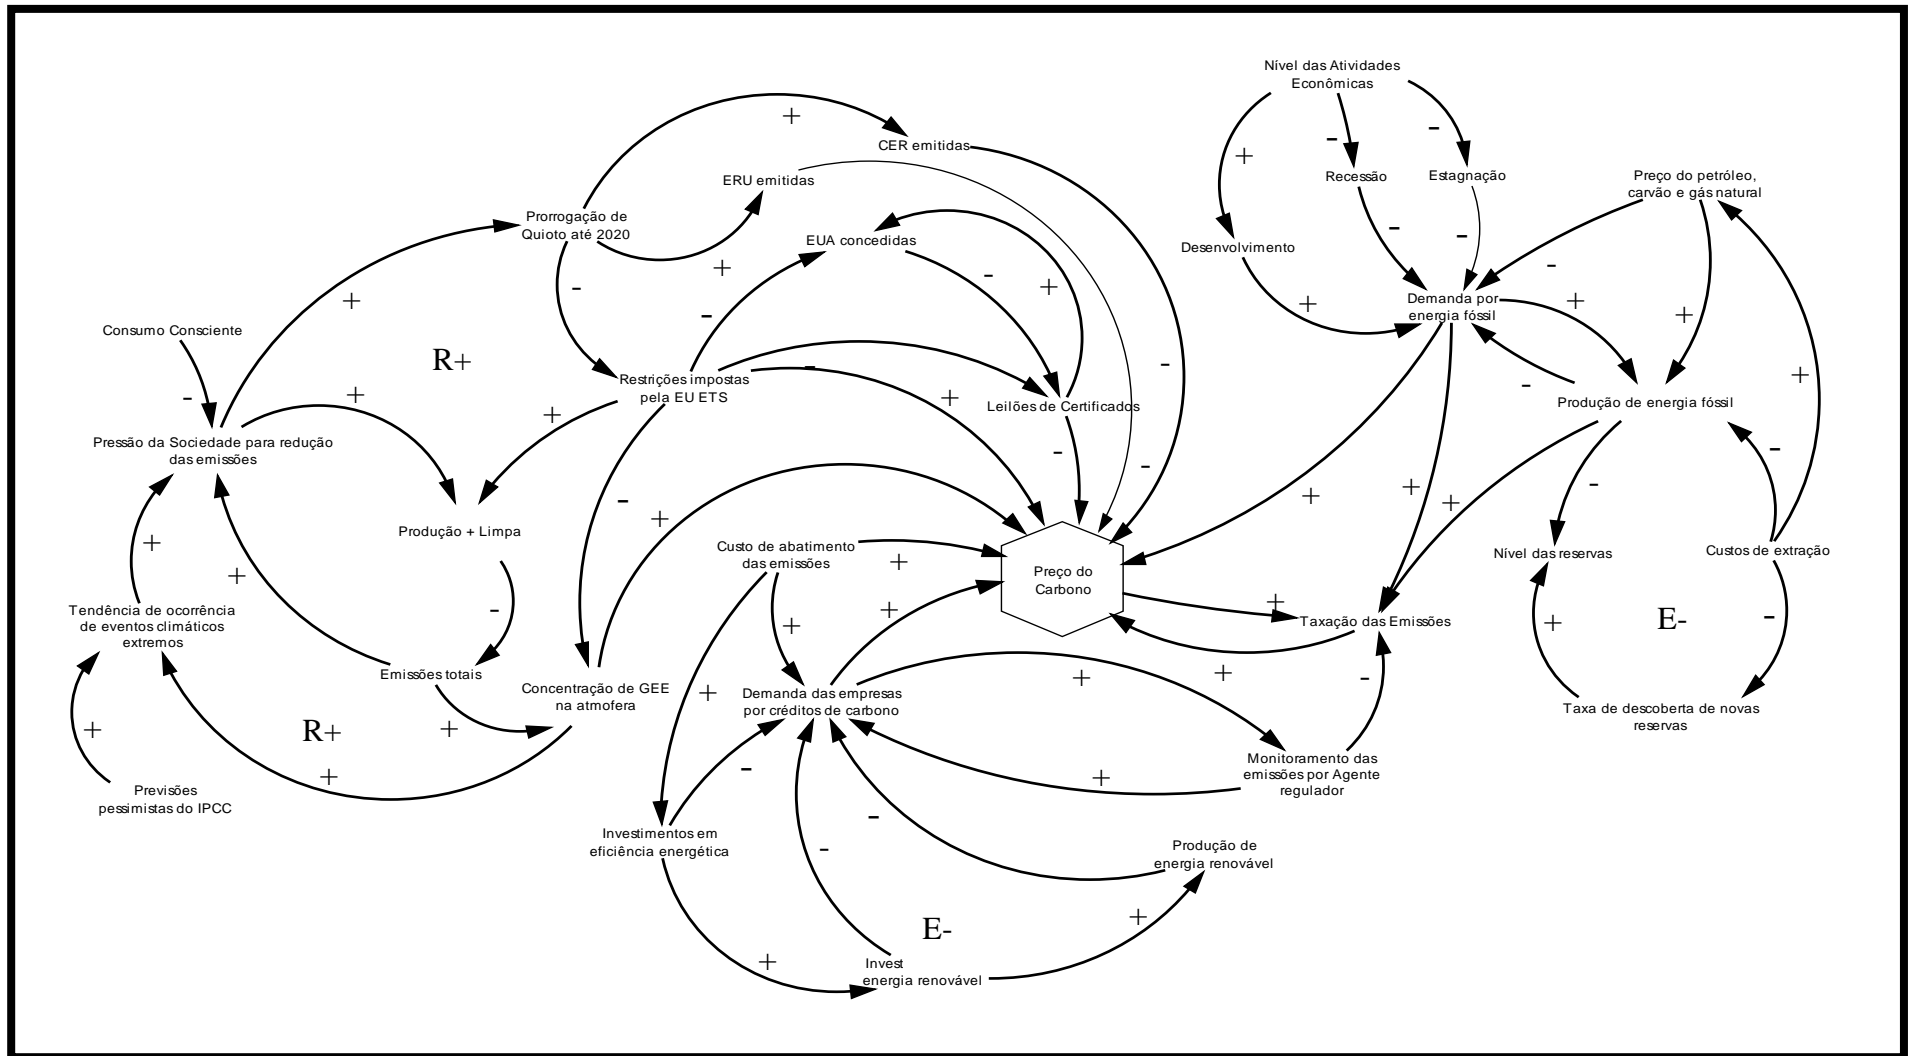 Nível das Atividades
Econômicas
+
-
-
+
CER emitidas
-
ERU emitidas
Recessão
Estagnação
Preço do petróleo,
carvão e gás natural
Prorrogação de
Quioto até 2020
EUA concedidas
Desenvolvimento
-
-
-
+
-
-
+
+
Demanda por
energia fóssil
+
+
+
Consumo Consciente
+
R+
-
-
+
-
-
+
Restrições impostas
pela EU ETS
+
+
Leilões de Certificados
-
Produção de energia fóssil
-
+
Pressão da Sociedade para redução
das emissões
-
-
-
-
+
+
+
-
+
Produção + Limpa
Custo de abatimento
das emissões
+
+
+
Preço do
Carbono
Nível das reservas
Custos de extração
Tendência de ocorrência
de eventos climáticos
extremos
-
+
+
+
Taxação das Emissões
+
E-
-
Emissões totais
Concentração de GEE
na atmofera
+
Demanda das empresas
por créditos de carbono
+
+
-
Taxa de descoberta de novas
reservas
+
R+
+
+
-
+
Monitoramento das
emissões por Agente
regulador
Previsões
pessimistas do IPCC
-
Investimentos em
eficiência energética
-
Produção de
energia renovável
E-
+
+
Invest
energia renovável